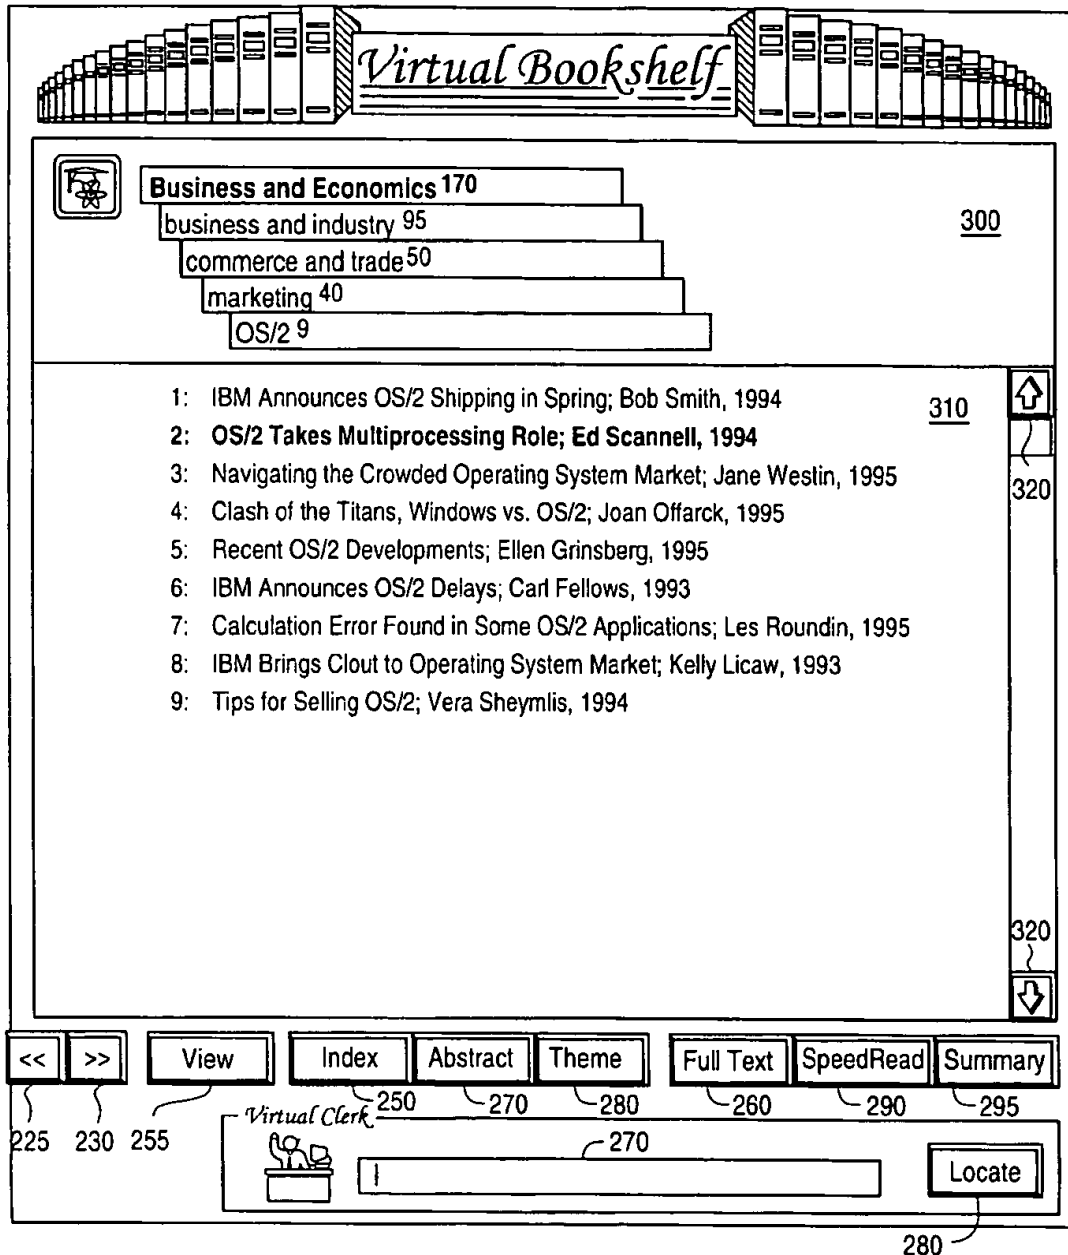 Virtual Bookshelf
Business and Economics 170
300
business and industry 95
commerce and trade 50
marketing 40
OS/2 9
1: IBM Announces OS/2 Shipping in Spring; Bob Smith, 1994
310
2: OS/2 Takes Multiprocessing Role; Ed Scannell, 1994
3: Navigating the Crowded Operating System Market; Jane Westin, 1995
320
4: Clash of the Titans, Windows vs. OS/2; Joan Offarck, 1995
5: Recent OS/2 Developments; Ellen Grinsberg, 1995
6: IBM Announces OS/2 Delays; Carl Fellows, 1993
7: Calculation Error Found in Some OS/2 Applications; Les Roundin, 1995
8: IBM Brings Clout to Operating System Market; Kelly Licaw, 1993
9: Tips for Selling OS/2; Vera Sheymlis, 1994
320
<< >> View Index Abstract Theme Full Text SpeedRead Summary
250 270 280 260 290 295
225 230 255
Virtual Clerk
270
Locate
280